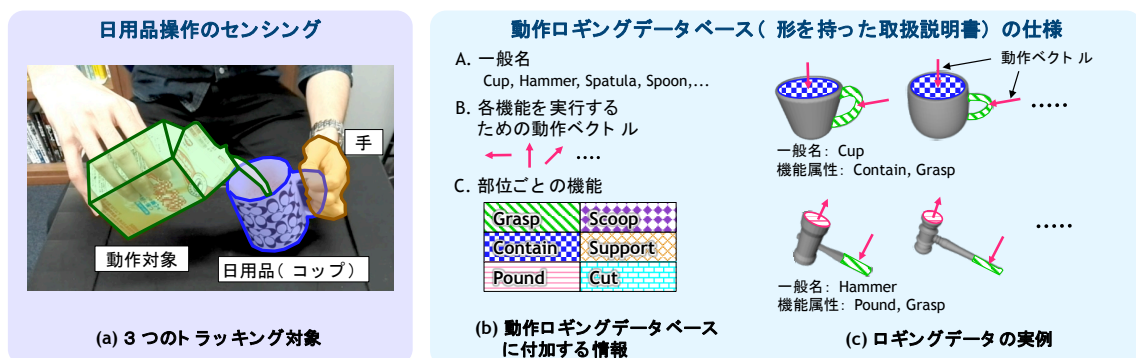 日用品操作のセンシング
手
動作対象
日用品(コップ)
(a) 3つのトラッキング対象
動作ロギングデータベース(形を持った取扱説明書)の仕様
A. 一般名
Cup, Hammer, Spatula, Spoon,...
B. 各機能を実行する
ための動作ベクトル
....
C. 部位ごとの機能
Grasp Scoop
Contain Support
Pound Cut
(b) 動作ロギングデータベース
に付加する情報
動作ベクトル
.....
一般名: Cup
機能属性: Contain, Grasp
.....
一般名: Hammer
機能属性: Pound, Grasp
(c) ロギングデータの実例